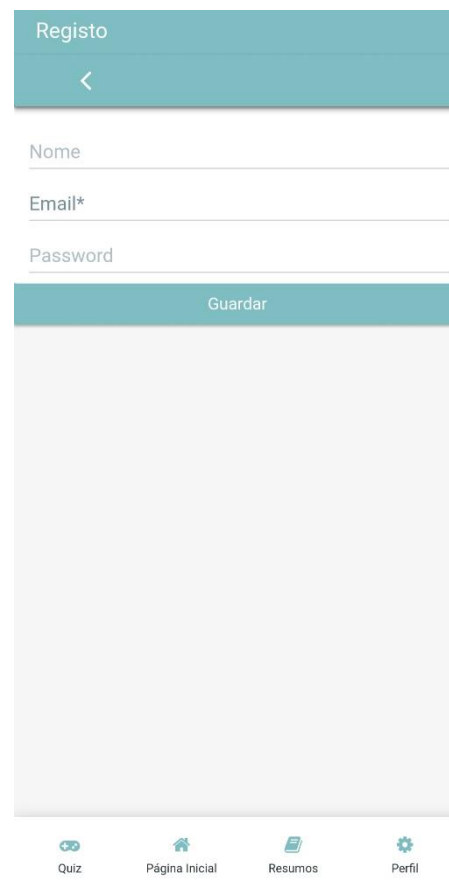 Registo
Nome
Email*
Password
Guardar
Quiz
Página Inicial
Resumos
Perfil